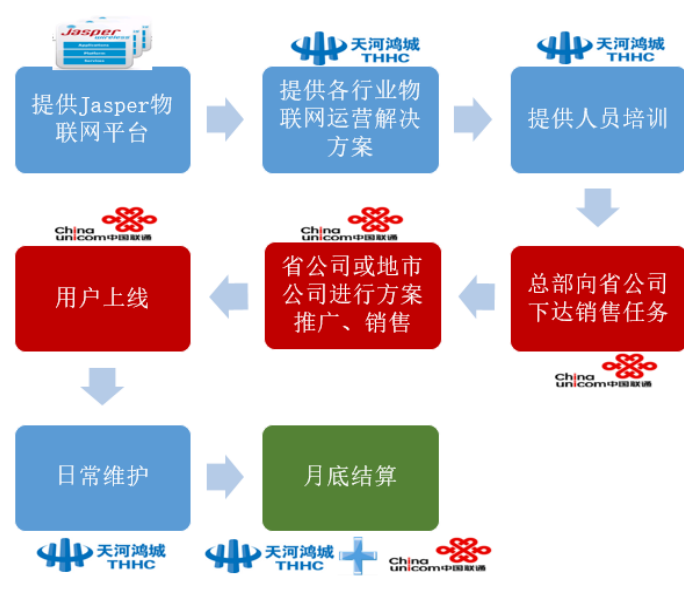 Jasper
wireless
Applications
Platform
Services
天河鸿城
THHC
天河鸿城
THHC
提供Jasper物
联网平台
提供各行业物
联网运营解决
方案
提供人员培训
China
unicom中国联通
China
unicom中国联通
用户上线
省公司或地市
公司进行方案
推广、销售
总部向省公司
下达销售任务
China
unicom中国联通
日常维护
月底结算
天河鸿城
THHC
天河鸿城
THHC
China
unicom中国联通